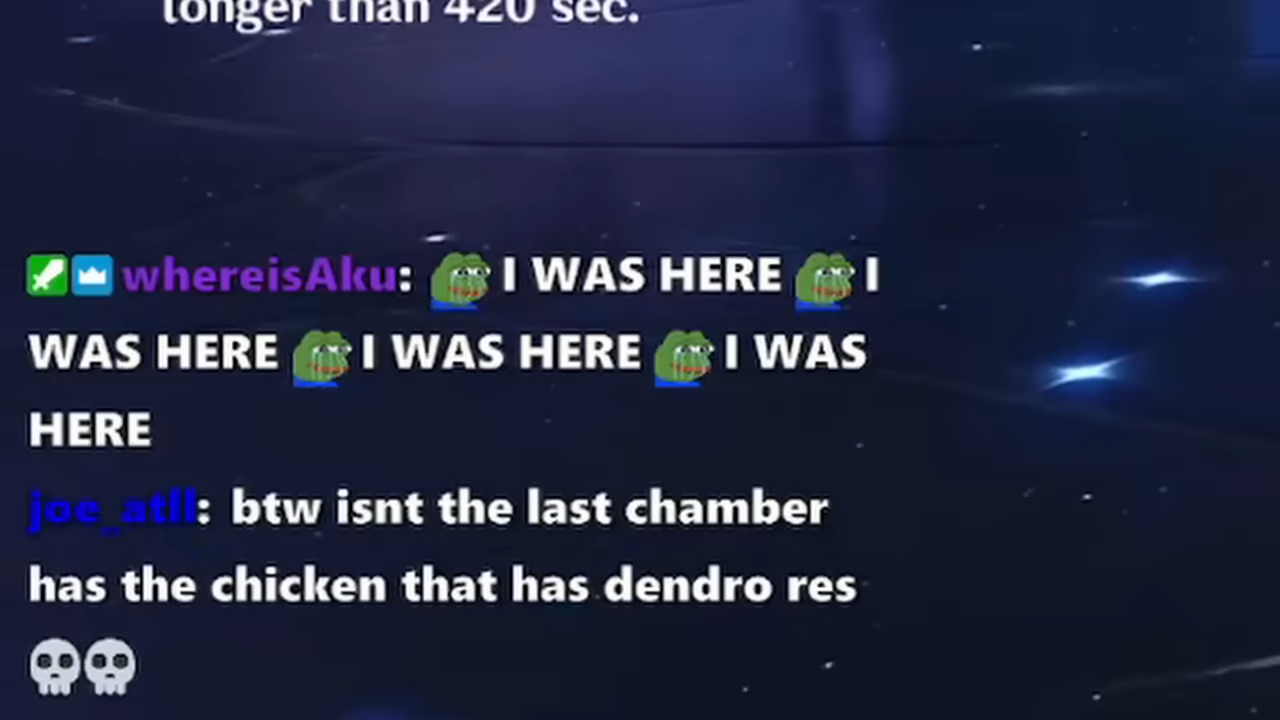 longer than 420 sec.
whereisAku: I WAS HERE I
WAS HERE I WAS HERE I WAS
HERE
joe_atll: btw isnt the last chamber
has the chicken that has dendro res
💀💀